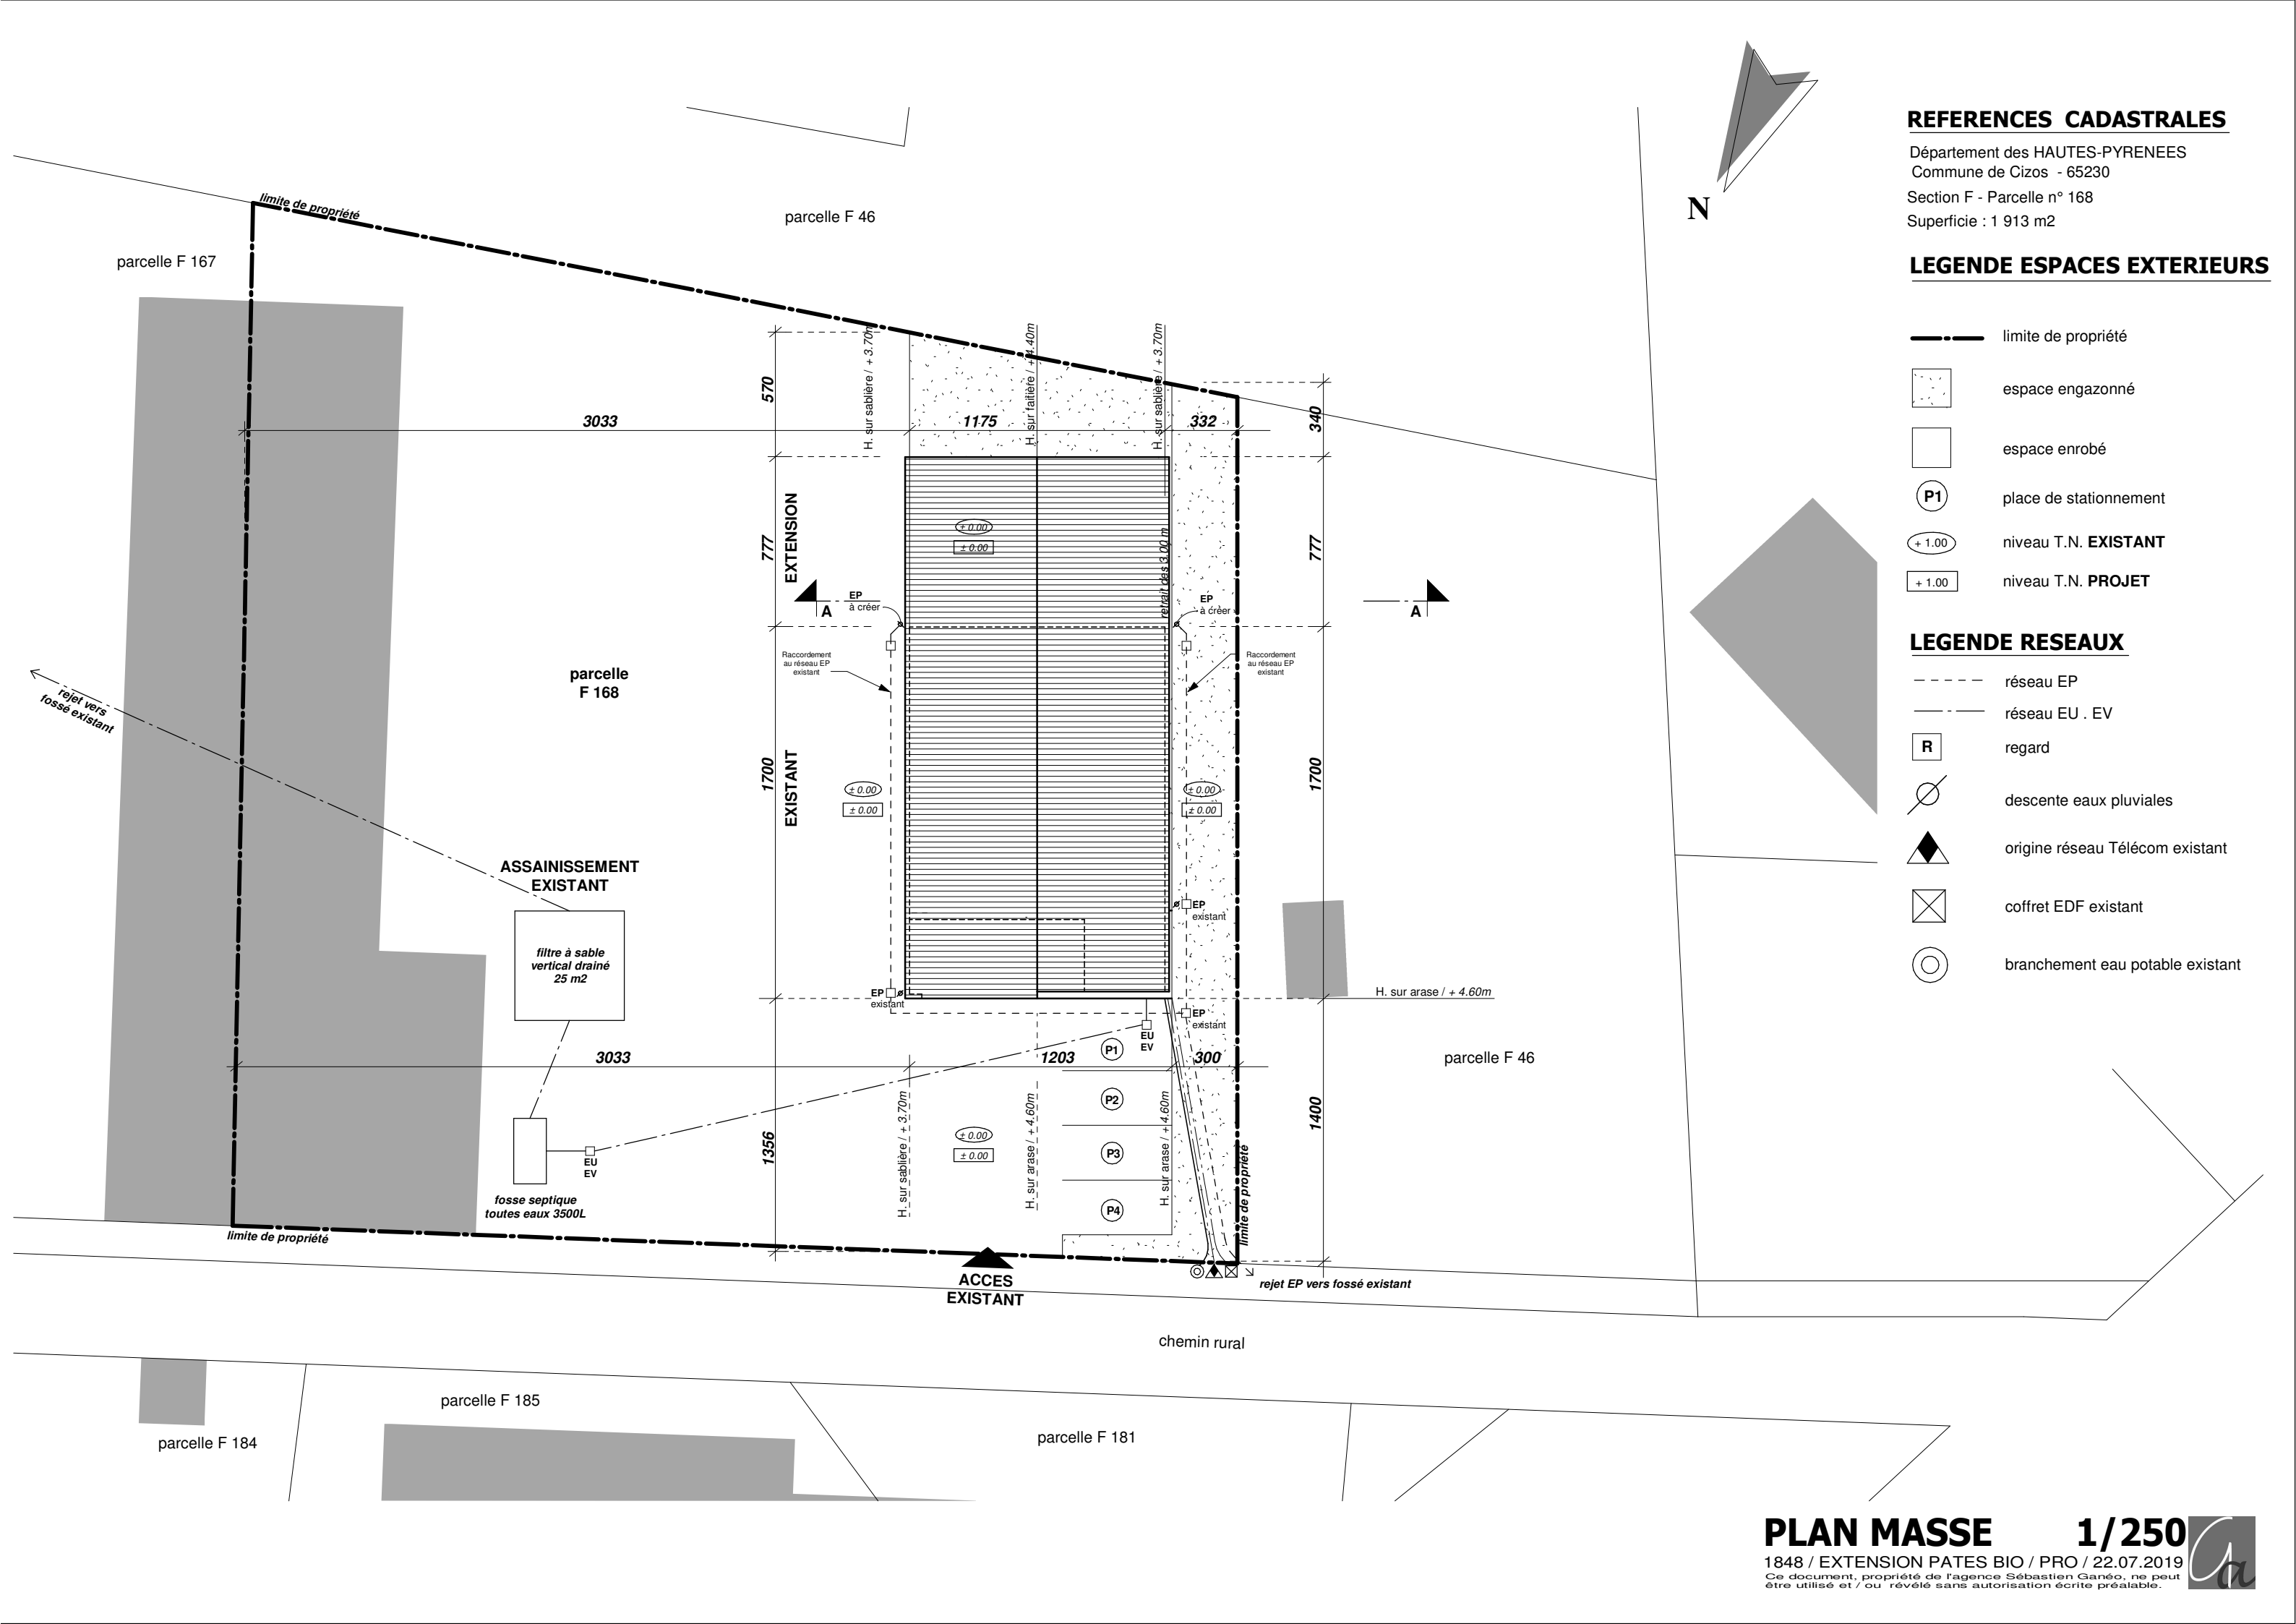 N
REFERENCES CADASTRALES
Département des HAUTES-PYRENEES
Commune de Cizos - 65230
Section F - Parcelle n° 168
Superficie : 1 913 m2
LEGENDE ESPACES EXTERIEURS
limite de propriété
espace engazonné
espace enrobé
P1
place de stationnement
+ 1.00
niveau T.N. EXISTANT
+ 1.00
niveau T.N. PROJET
LEGENDE RESEAUX
réseau EP
réseau EU . EV
R
regard
descente eaux pluviales
origine réseau Télécom existant
coffret EDF existant
branchement eau potable existant
limite de propriété
parcelle F 46
parcelle F 167
H. sur sablière / + 3.70m
H. sur faîtière / + 4.40m
H. sur sablière / + 3.70m
570
3033
1175
332
340
777
EXTENSION
± 0.00
± 0.00
retrait des 3.00 m
777
A
EP
à créer
EP
à créer
A
Raccordement
au réseau EP
existant
Raccordement
au réseau EP
existant
parcelle
F 168
rejet vers
fossé existant
1700
EXISTANT
± 0.00
± 0.00
± 0.00
± 0.00
1700
ASSAINISSEMENT
EXISTANT
filtre à sable
vertical drainé
25 m2
EP
existant
EP
existant
H. sur arase / + 4.60m
EP
existant
EU
EV
3033
1203
300
parcelle F 46
P1
P2
P3
P4
1356
H. sur sablière / + 3.70m
± 0.00
± 0.00
H. sur arase / + 4.60m
H. sur arase / + 4.60m
1400
limite de propriété
EU
EV
fosse septique
toutes eaux 3500L
limite de propriété
ACCES
EXISTANT
rejet EP vers fossé existant
chemin rural
parcelle F 185
parcelle F 184
parcelle F 181
PLAN MASSE 1/250
1848 / EXTENSION PATES BIO / PRO / 22.07.2019
Ce document, propriété de l'agence Sébastien Ganéo, ne peut
être utilisé et / ou révélé sans autorisation écrite préalable.